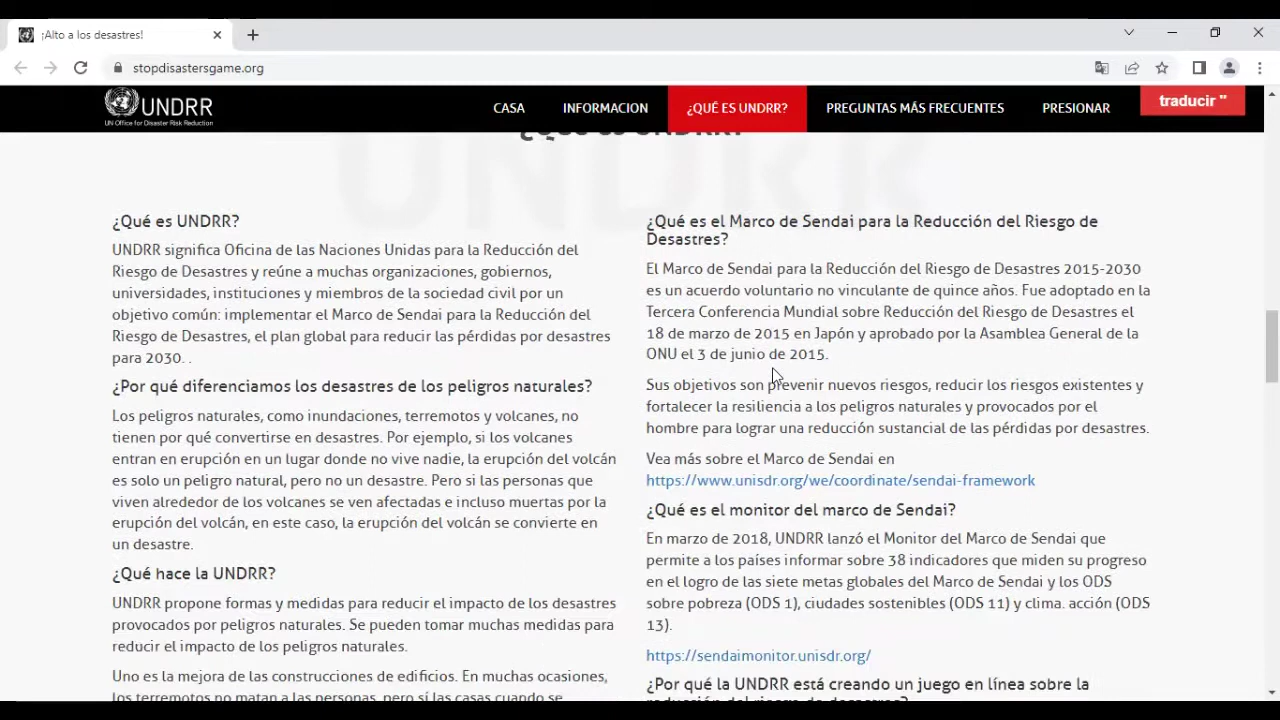 ¡Alto a los desastres!
stopdisastersgame.org
UNDRR
UN Office for Disaster Risk Reduction
CASA
INFORMACION
¿QUÉ ES UNDRR?
PREGUNTAS MÁS FRECUENTES
PRESIONAR
traducir "
¿Qué es UNDRR?
UNDRR
¿Qué es UNDRR?
UNDRR significa Oficina de las Naciones Unidas para la Reducción del
Riesgo de Desastres y reúne a muchas organizaciones, gobiernos,
universidades, instituciones y miembros de la sociedad civil por un
objetivo común: implementar el Marco de Sendai para la Reducción del
Riesgo de Desastres, el plan global para reducir las pérdidas por desastres
para 2030. .
¿Por qué diferenciamos los desastres de los peligros naturales?
Los peligros naturales, como inundaciones, terremotos y volcanes, no
tienen por qué convertirse en desastres. Por ejemplo, si los volcanes
entran en erupción en un lugar donde no vive nadie, la erupción del volcán
es solo un peligro natural, pero no un desastre. Pero si las personas que
viven alrededor de los volcanes se ven afectadas e incluso muertas por la
erupción del volcán, en este caso, la erupción del volcán se convierte en
un desastre.
¿Qué hace la UNDRR?
UNDRR propone formas y medidas para reducir el impacto de los desastres
provocados por peligros naturales. Se pueden tomar muchas medidas para
reducir el impacto de los peligros naturales.
Uno es la mejora de las construcciones de edificios. En muchas ocasiones,
los terremotos no matan a las personas, pero sí las casas cuando se
¿Qué es el Marco de Sendai para la Reducción del Riesgo de
Desastres?
El Marco de Sendai para la Reducción del Riesgo de Desastres 2015-2030
es un acuerdo voluntario no vinculante de quince años. Fue adoptado en la
Tercera Conferencia Mundial sobre Reducción del Riesgo de Desastres el
18 de marzo de 2015 en Japón y aprobado por la Asamblea General de la
ONU el 3 de junio de 2015.
Sus objetivos son prevenir nuevos riesgos, reducir los riesgos existentes y
fortalecer la resiliencia a los peligros naturales y provocados por el
hombre para lograr una reducción sustancial de las pérdidas por desastres.
Vea más sobre el Marco de Sendai en
https://www.unisdr.org/we/coordinate/sendai-framework
¿Qué es el monitor del marco de Sendai?
En marzo de 2018, UNDRR lanzó el Monitor del Marco de Sendai que
permite a los países informar sobre 38 indicadores que miden su progreso
en el logro de las siete metas globales del Marco de Sendai y los ODS
sobre pobreza (ODS 1), ciudades sostenibles (ODS 11) y clima. acción (ODS
13).
https://sendaimonitor.unisdr.org/
¿Por qué la UNDRR está creando un juego en línea sobre la
reducción del riesgo de desastres?